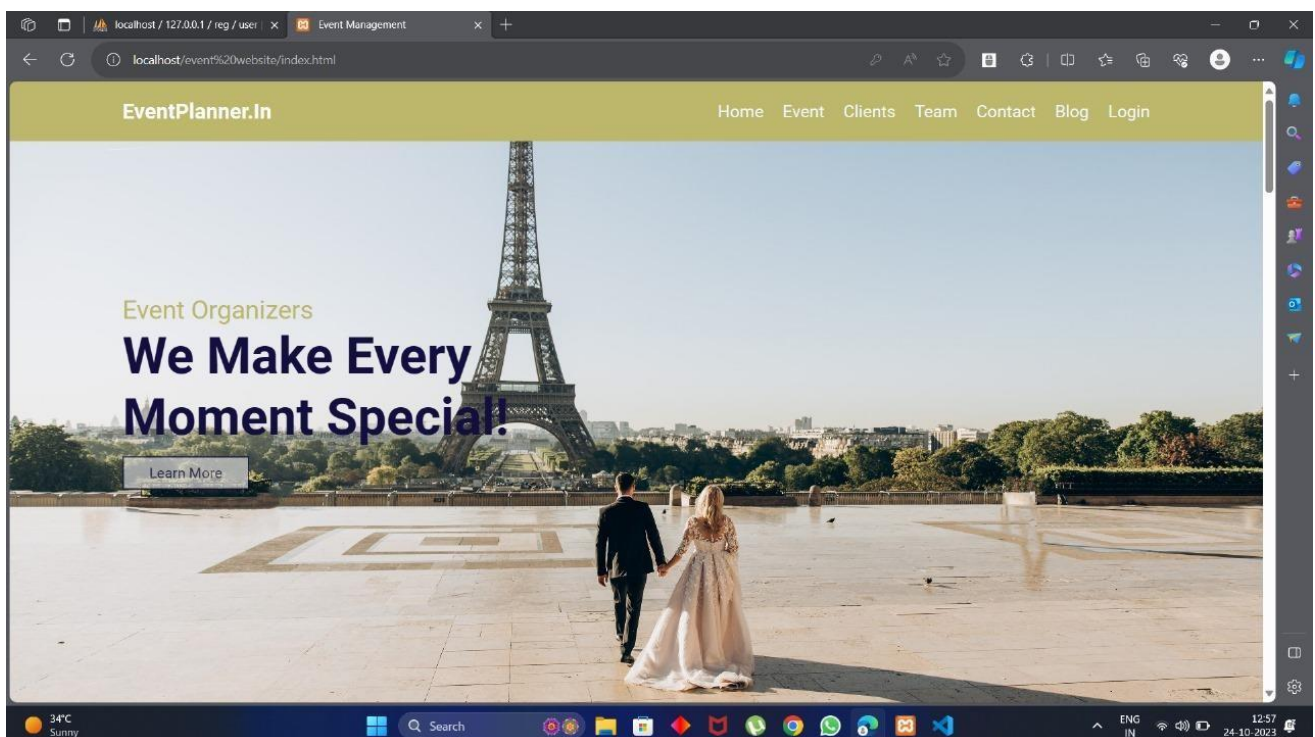 localhost / 127.0.0.1 / reg / user |
Event Management
localhost/event%20website/index.html
EventPlanner.In
Home Event Clients Team Contact Blog Login
Event Organizers
We Make Every
Moment Special!
Learn More
34°C
Sunny
Search
ENG
IN
12:57
24-10-2023